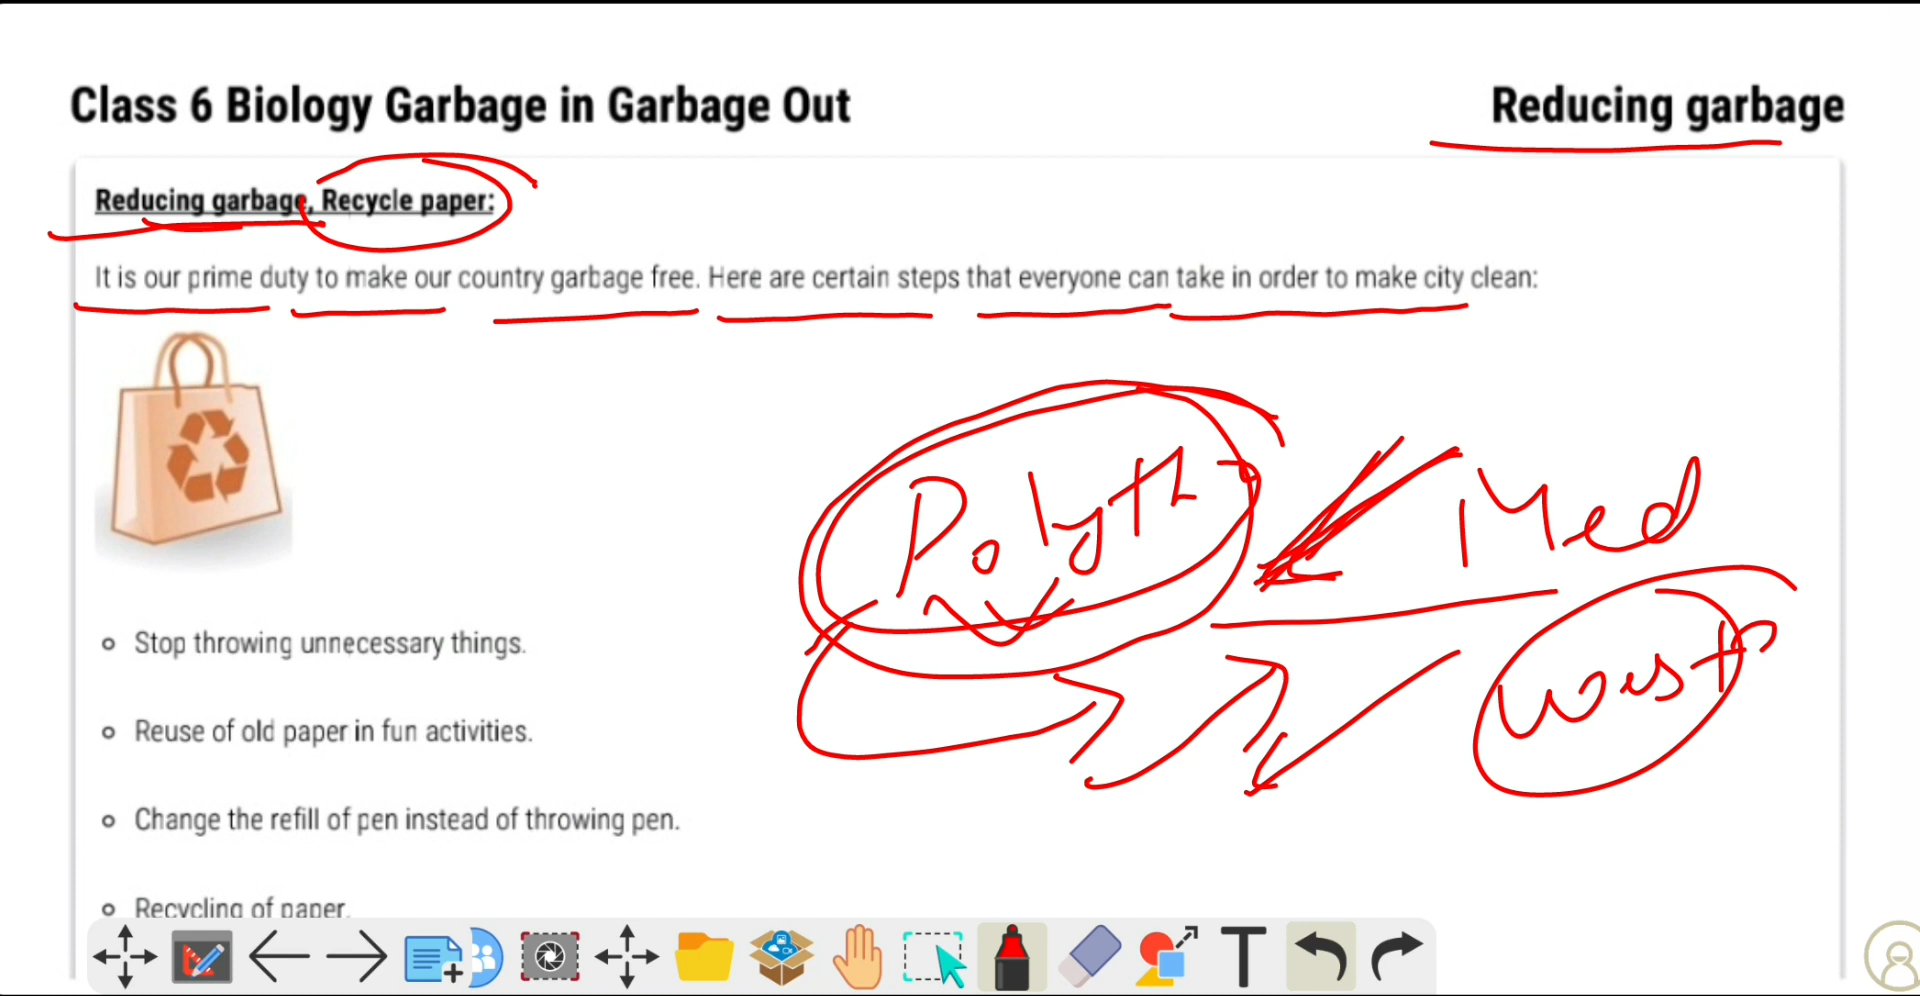 Class 6 Biology Garbage in Garbage Out
Reducing garbage
Reducing garbage, Recycle paper:
It is our prime duty to make our country garbage free. Here are certain steps that everyone can take in order to make city clean:
Polyth
Med
Stop throwing unnecessary things.
Reuse of old paper in fun activities.
Change the refill of pen instead of throwing pen.
Recycling of paper.
T